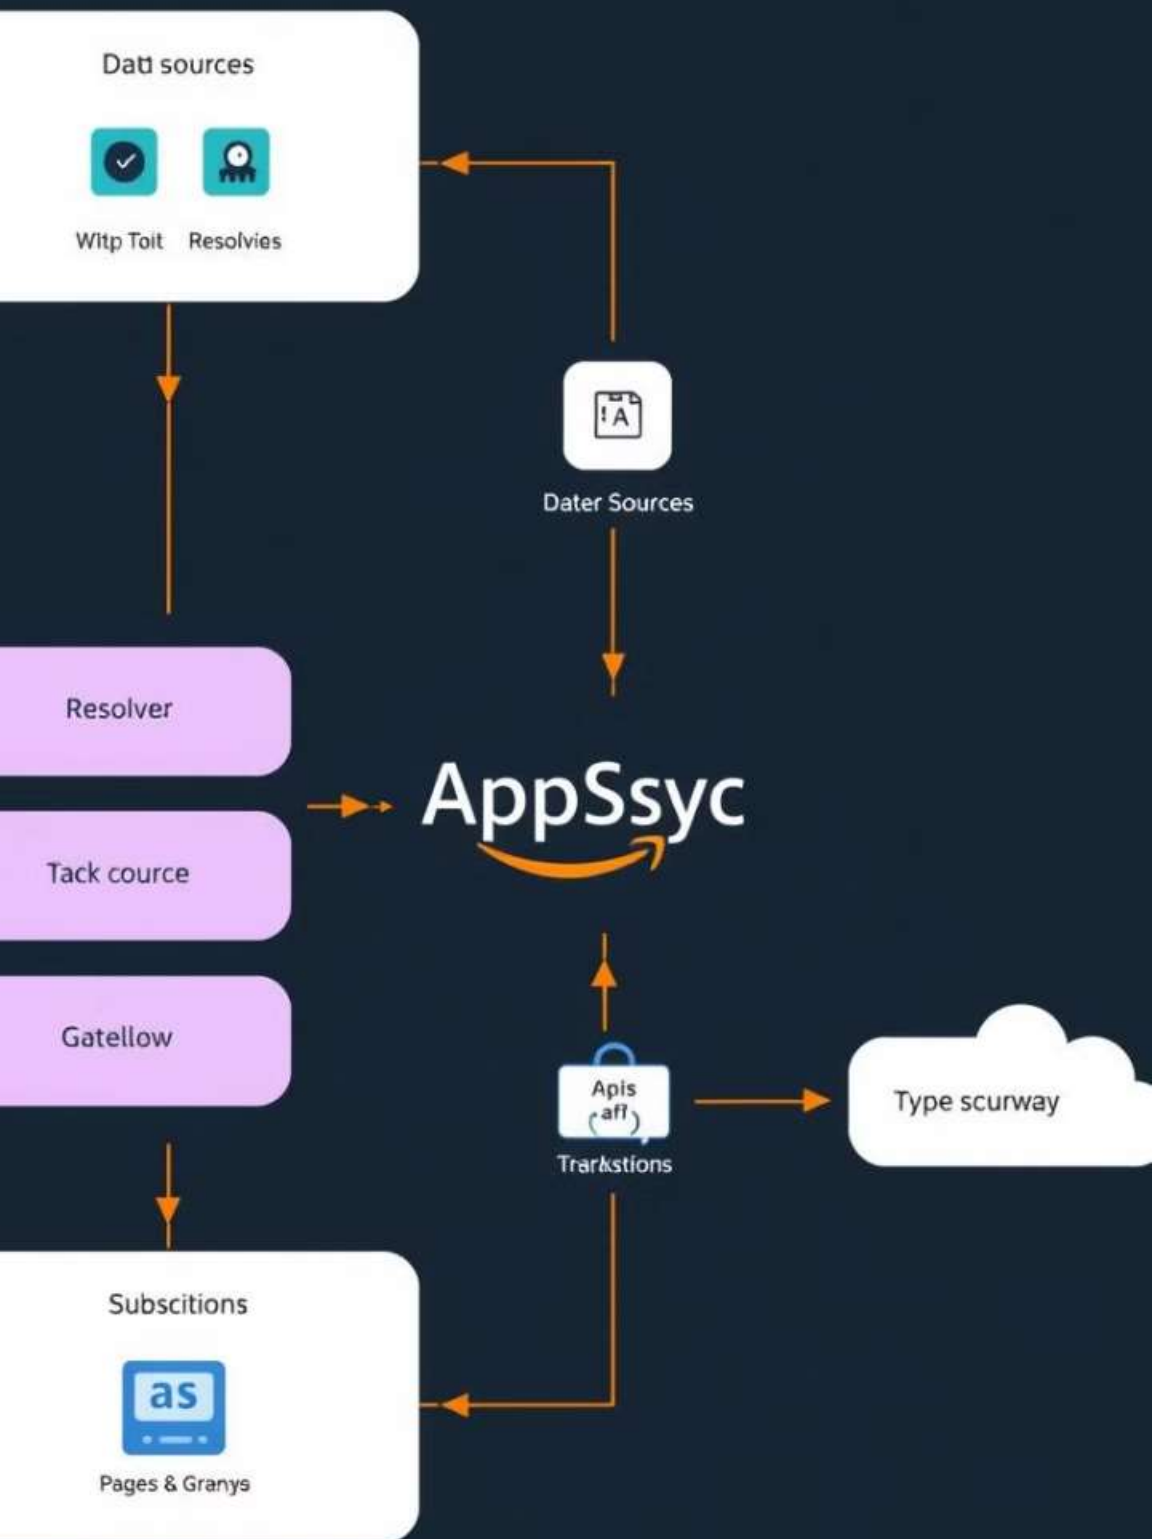 Datı sources
Wltp Toit
Resolvies
! A
Dater Sources
Resolver
AppSsyc
Tack cource
Gatellow
Apis
Type scurway
Trarkstions
Subscitions
as
Pages & Granys